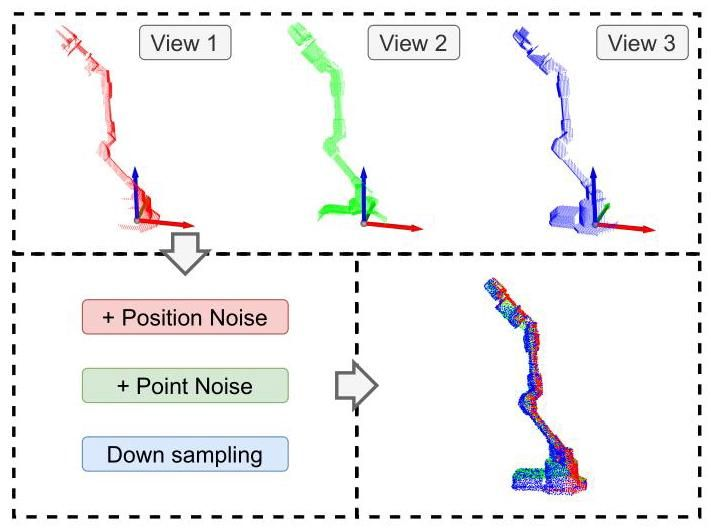 View 1
View 2
View 3
+ Position Noise
+ Point Noise
Down sampling